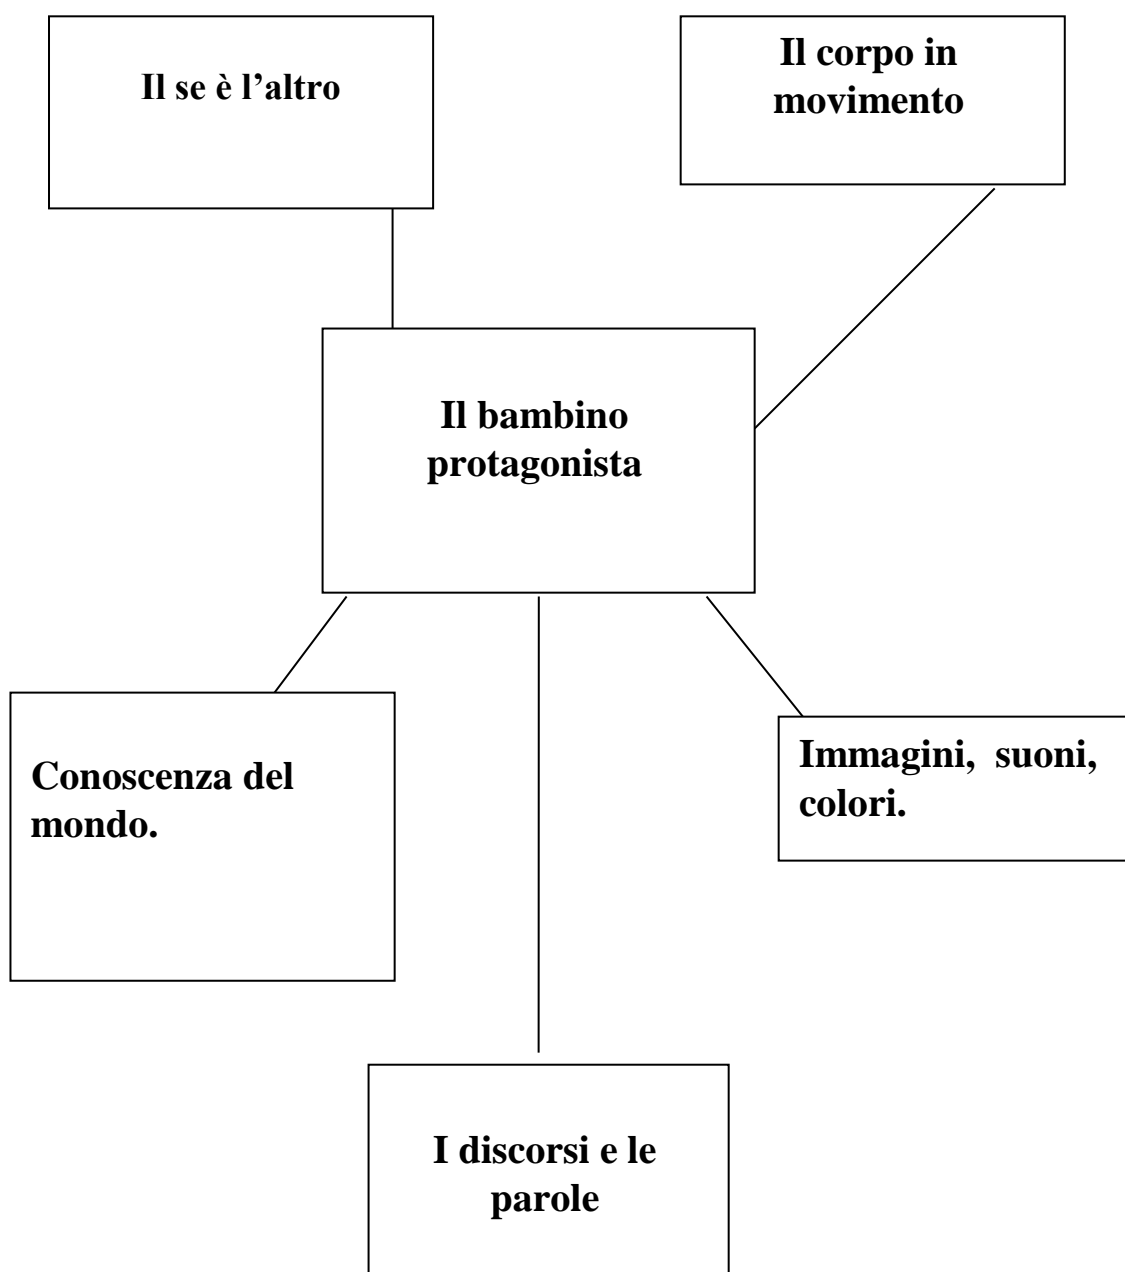 Il se è l’altro
Il corpo in
movimento
Il bambino
protagonista
Conoscenza del
mondo.
Immagini, suoni,
colori.
I discorsi e le
parole